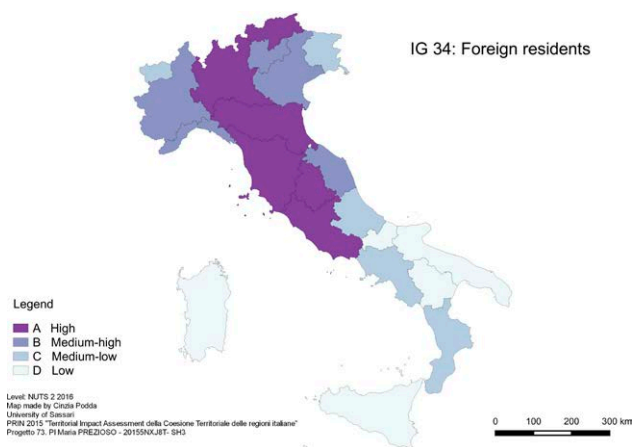 IG 34: Foreign residents
Legend
A High
B Medium-high
C Medium-low
D Low
Level: NUTS 2 2016
Map made by Cinzia Podda
University of Sassari
PRIN 2015 "Territorial Impact Assessment della Coesione Territoriale delle regioni italiane"
Progetto 73. PI Maria PREZIOSO - 20155NXJ8T- SH3
0 100 200 300 km